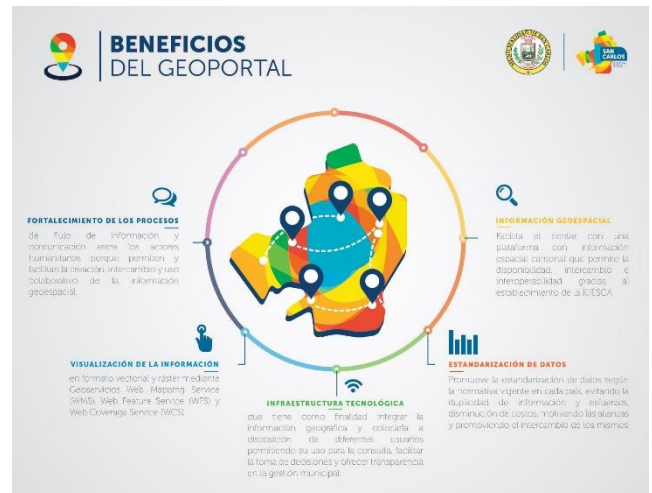 BENEFICIOS
DEL GEOPORTAL
MUNICIPALIDAD DE SAN CARLOS
SAN
CARLOS
FORTALECIMIENTO DE LOS PROCESOS
de flujo de información y
comunicación entre los actores
humanitarios porque permiten y
facilitan la creación, intercambio y uso
colaborativo de la información
geoespacial.
INFORMACIÓN GEOESPACIAL
Facilita al contar con una
plataforma con información
espacial cantonal que permite la
disponibilidad, intercambio e
interoperabilidad gracias al
establecimiento de la ICESCA.
VISUALIZACIÓN DE LA INFORMACIÓN
en formato vectorial y ráster mediante
Geoservicios Web Mapping Service
(WMS), Web Feature Service (WFS) y
Web Coverage Service (WCS).
ESTANDARIZACIÓN DE DATOS
Promueve la estandarización de datos según
la normativa vigente en cada país, evitando la
duplicidad de información y esfuerzos,
disminución de costos, motivando las alianzas
y promoviendo el intercambio de los mismos.
INFRAESTRUCTURA TECNOLÓGICA
que tiene como finalidad integrar la
información geográfica y colocarla a
disposición de diferentes usuarios
permitiendo su uso para la consulta, facilitar
la toma de decisiones y ofrecer transparencia
en la gestión municipal.